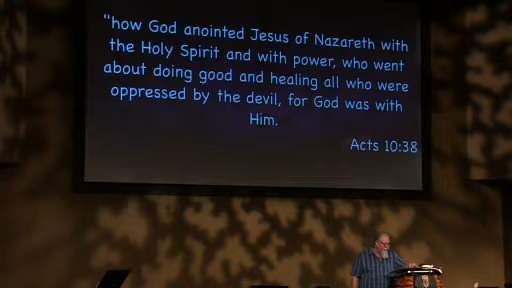 "how God anointed Jesus of Nazareth with
the Holy Spirit and with power, who went
about doing good and healing all who were
oppressed by the devil, for God was with
Him.
Acts 10:38